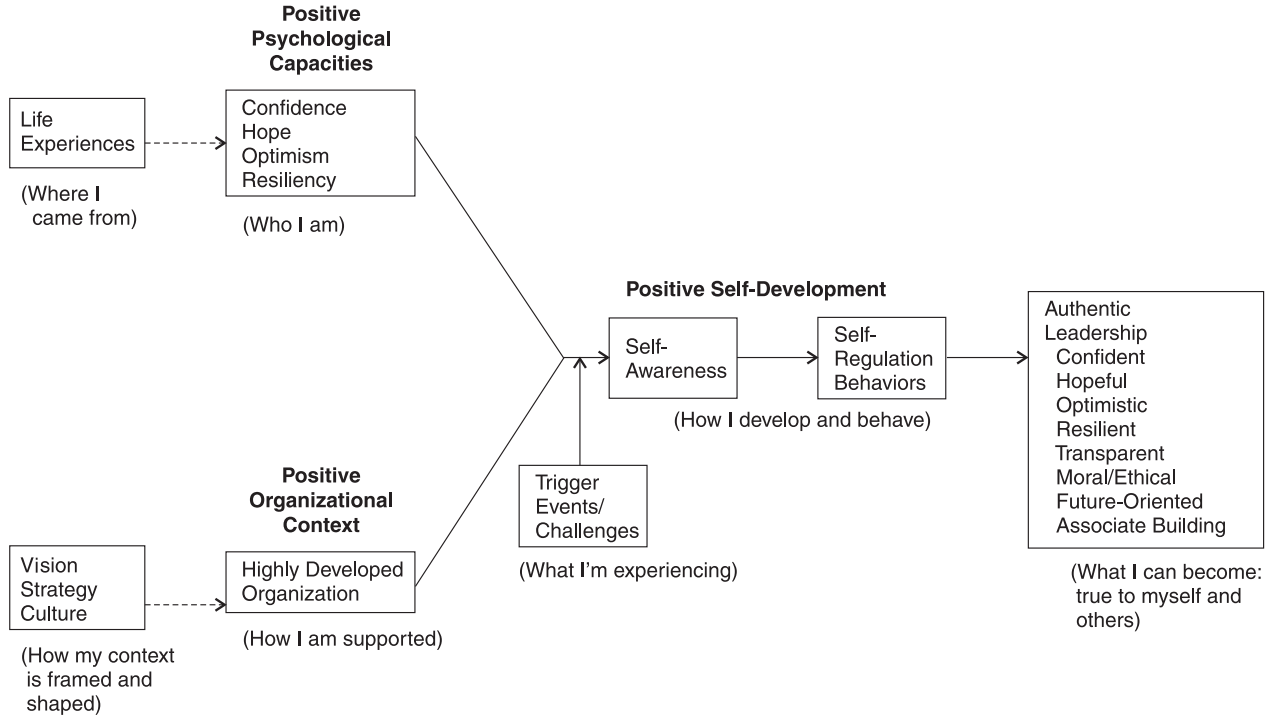 Positive
Psychological
Capacities
Life
Experiences
(Where I
came from)
Confidence
Hope
Optimism
Resiliency
(Who I am)
Positive
Organizational
Context
Vision
Strategy
Culture
(How my context
is framed and
shaped)
Highly Developed
Organization
(How I am supported)
Trigger
Events/
Challenges
(What I'm experiencing)
Positive Self-Development
Self-
Awareness
Self-
Regulation
Behaviors
(How I develop and behave)
Authentic
Leadership
Confident
Hopeful
Optimistic
Resilient
Transparent
Moral/Ethical
Future-Oriented
Associate Building
(What I can become:
true to myself and
others)